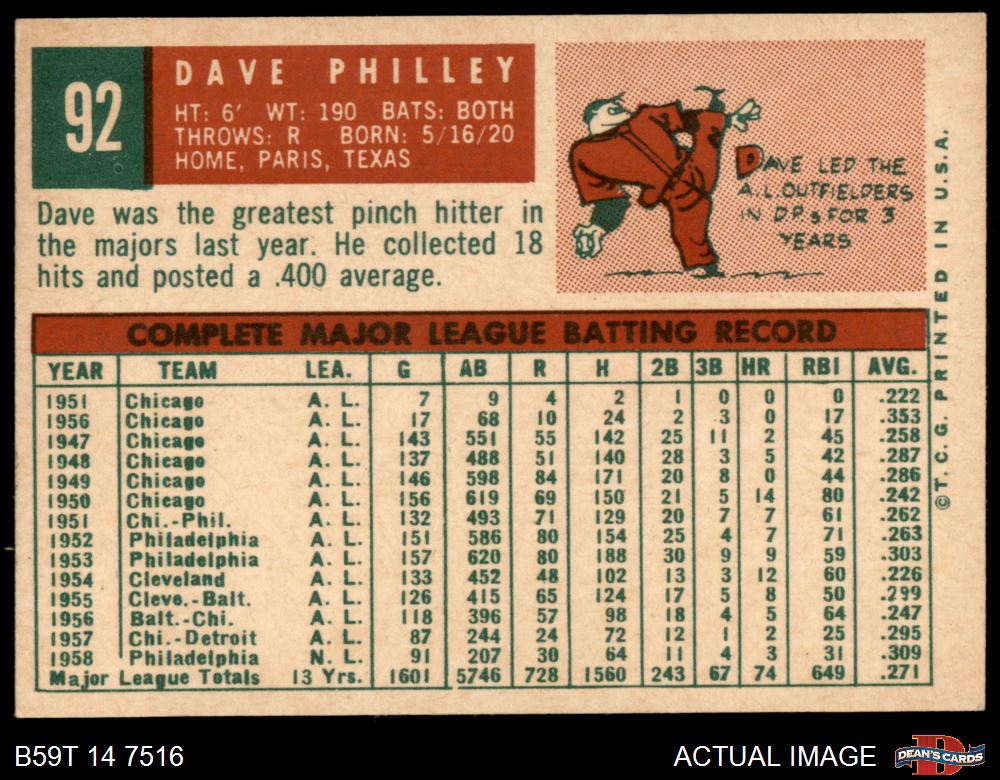 92
DAVE PHILLEY
HT: 6' WT: 190 BATS: BOTH
THROWS: R BORN: 5/16/20
HOME, PARIS, TEXAS
Dave was the greatest pinch hitter in
the majors last year. He collected 18
hits and posted a .400 average.
DAVE LED THE
A.L. OUTFIELDERS
IN DPs FOR 3
YEARS
COMPLETE MAJOR LEAGUE BATTING RECORD
YEAR TEAM LEA. G AB R H 2B 3B HR RBI AVG.
1951 Chicago A. L. 7 9 4 2 1 0 0 0 .222
1956 Chicago A. L. 17 68 10 24 2 3 0 17 .353
1947 Chicago A. L. 143 551 55 142 25 11 2 45 .258
1948 Chicago A. L. 137 488 51 140 28 3 5 42 .287
1949 Chicago A. L. 146 598 84 171 20 8 0 44 .286
1950 Chicago A. L. 156 619 69 150 21 5 14 80 .242
1951 Chi.-Phil. A. L. 132 493 71 129 20 7 7 61 .262
1952 Philadelphia A. L. 151 586 80 154 25 4 7 71 .263
1953 Philadelphia A. L. 157 620 80 188 30 9 9 59 .303
1954 Cleveland A. L. 133 452 48 102 13 3 12 60 .226
1955 Cleve.-Balt. A. L. 126 415 65 124 17 5 8 50 .299
1956 Balt.-Chi. A. L. 118 396 57 98 18 4 5 64 .247
1957 Chi.-Detroit A. L. 87 244 24 72 12 1 2 25 .295
1958 Philadelphia N. L. 91 207 30 64 11 4 3 31 .309
Major League Totals 13 Yrs. 1601 5746 728 1560 243 67 74 649 .271
©T. C. G. PRINTED IN U.S.A.
B59T 14 7516
ACTUAL IMAGE
D
DEAN'S CARDS